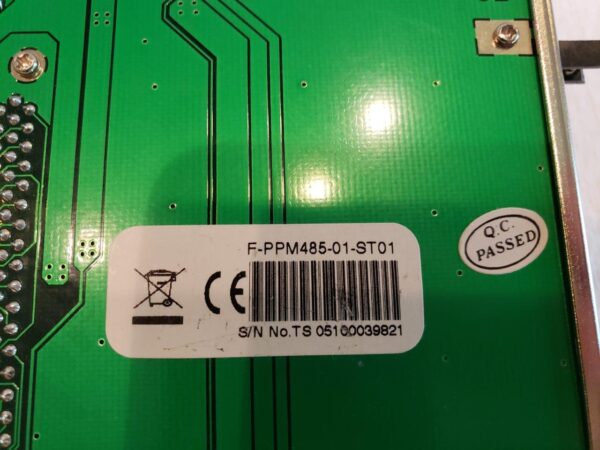 F-PPM485-01-ST01
CE
S/N No.TS 05100039821
Q.C.
PASSED